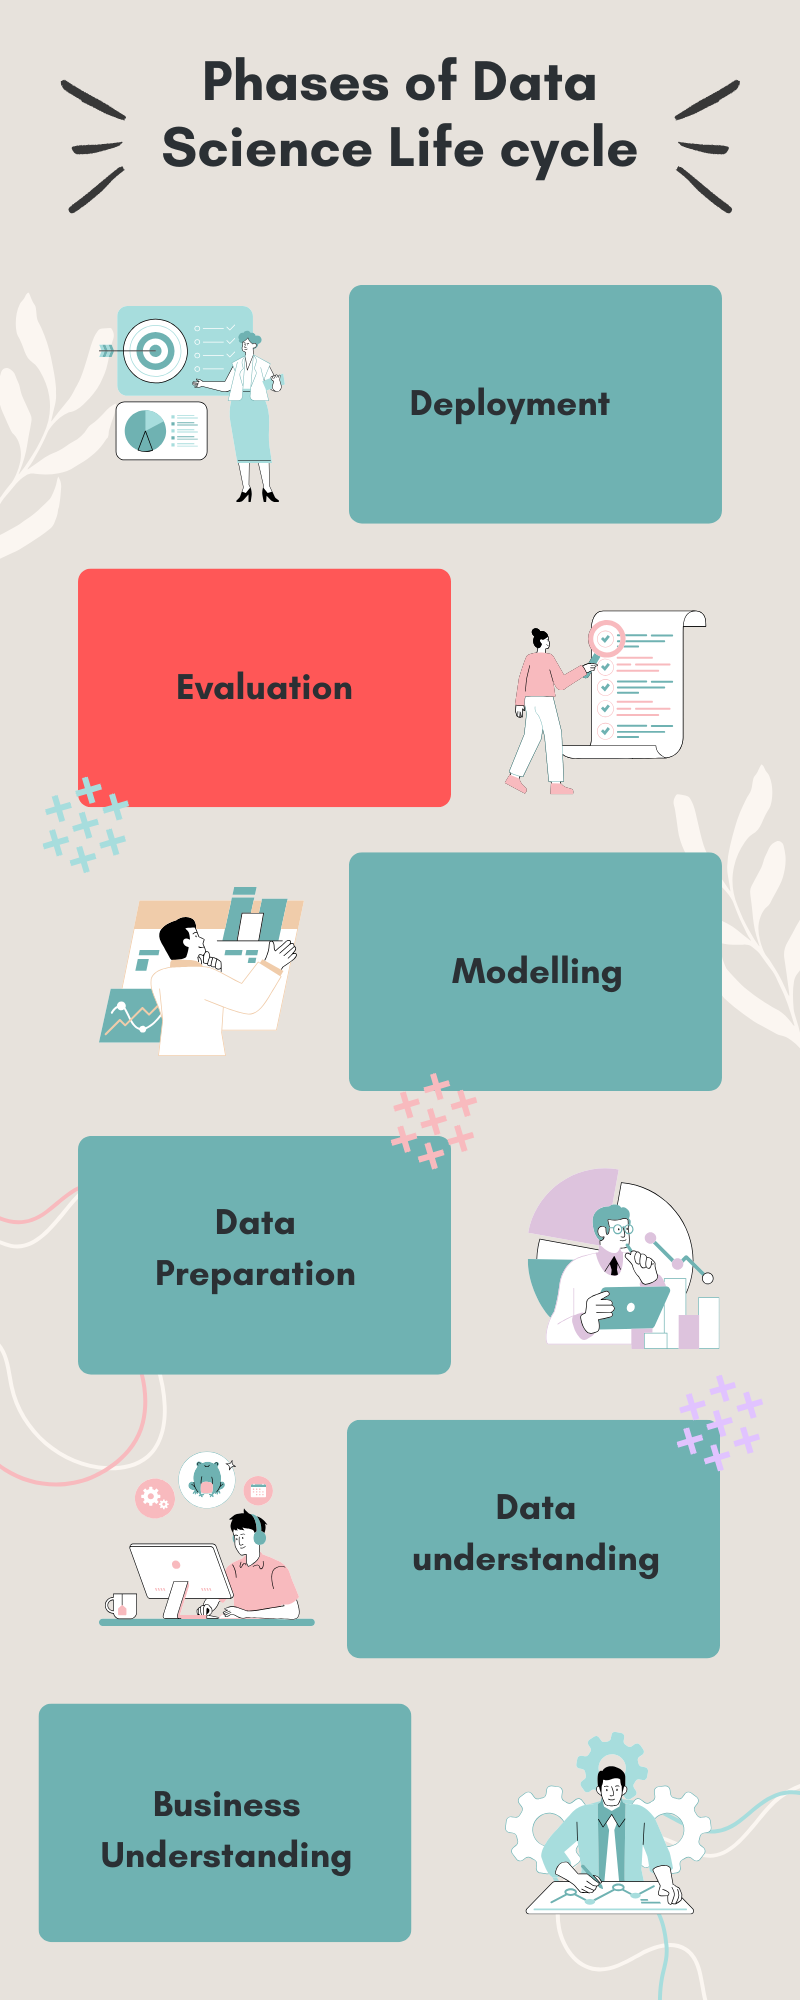 Phases of Data
Science Life cycle
Deployment
Evaluation
Modelling
Data
Preparation
Data
understanding
Business
Understanding